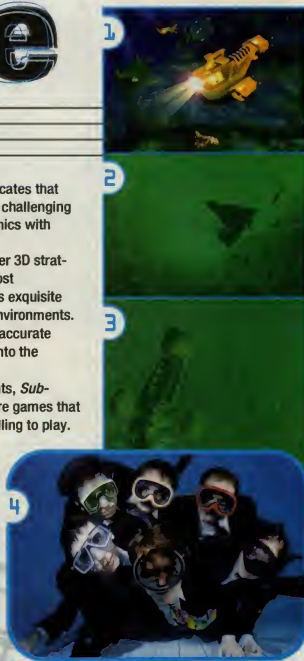 e
cates that
challenging
nics with
er 3D strat-
ost
s exquisite
nvironments.
accurate
nto the
nts, Sub-
re games that
lling to play.
1
2
3
4